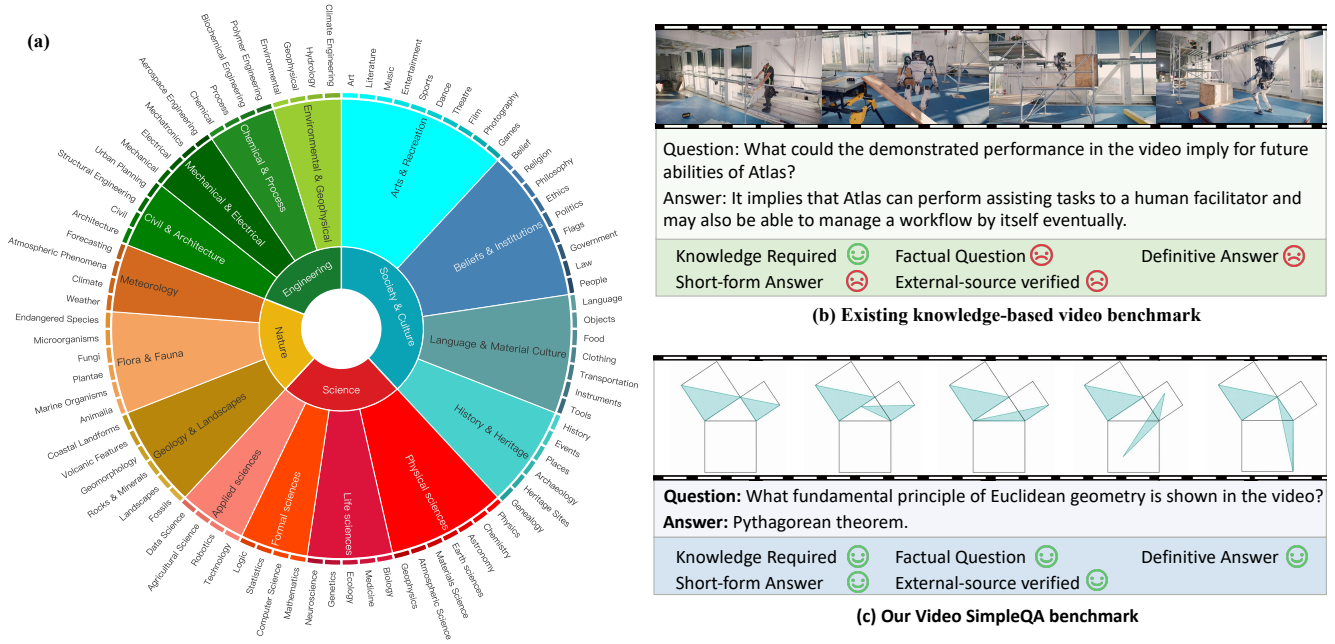 (a)
Art
Literature
Music
Entertainment
Sports
Dance
Theatre
Film
Photography
Games
Belief
Religion
Philosophy
Ethics
Politics
Flags
Government
Law
People
Language
Objects
Food
Clothing
Transportation
Instruments
Tools
History
Events
Places
Archaeology
Heritage Sites
Genealogy
Physics
Chemistry
Astronomy
Earth sciences
Materials Science
Atmospheric Science
Geophysics
Biology
Medicine
Ecology
Genetics
Neuroscience
Mathematics
Computer Science
Statistics
Logic
Technology
Robotics
Agricultural Science
Data Science
Fossils
Landscapes
Rocks & Minerals
Geomorphology
Volcanic Features
Coastal Landforms
Animalia
Marine Organisms
Plantae
Fungi
Microorganisms
Endangered Species
Weather
Climate
Atmospheric Phenomena
Forecasting
Architecture
Civil
Structural Engineering
Urban Planning
Mechanical
Electrical
Mechatronics
Aerospace Engineering
Chemical
Process
Biochemical Engineering
Polymer Engineering
Environmental
Geophysical
Hydrology
Climate Engineering
Arts & Recreation
Beliefs & Institutions
Language & Material Culture
History & Heritage
Physical sciences
Life sciences
Formal sciences
Applied sciences
Geology & Landscapes
Flora & Fauna
Meteorology
Civil & Architecture
Mechanical & Electrical
Chemical & Process
Environmental & Geophysical
Society & Culture
Science
Nature
Engineering
Question: What could the demonstrated performance in the video imply for future
abilities of Atlas?
Answer: It implies that Atlas can perform assisting tasks to a human facilitator and
may also be able to manage a workflow by itself eventually.
Knowledge Required Factual Question Definitive Answer
Short-form Answer External-source verified
(b) Existing knowledge-based video benchmark
Question: What fundamental principle of Euclidean geometry is shown in the video?
Answer: Pythagorean theorem.
Knowledge Required Factual Question Definitive Answer
Short-form Answer External-source verified
(c) Our Video SimpleQA benchmark